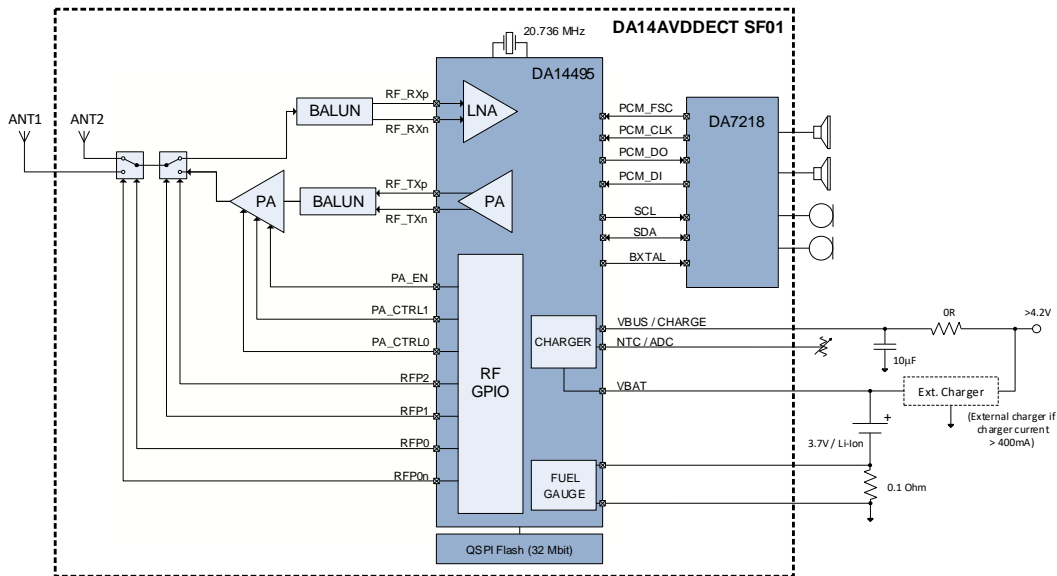 20.736 MHz
DA14AVDDECT SF01
DA14495
DA7218
ANT1
ANT2
BALUN
RF_RXp
RF_RXn
LNA
PCM_FSC
PCM_CLK
PCM_DO
PCM_DI
PA
BALUN
RF_TXp
RF_TXn
PA
SCL
SDA
BXTAL
PA_EN
PA_CTRL1
PA_CTRL0
RFP2
RFP1
RFP0
RFP0n
RF
GPIO
CHARGER
VBUS / CHARGE
NTC / ADC
VBAT
0R
>4.2V
10µF
Ext. Charger
(External charger if
charger current
> 400mA)
+
3.7V / Li-Ion
FUEL
GAUGE
0.1 Ohm
QSPI Flash (32 Mbit)